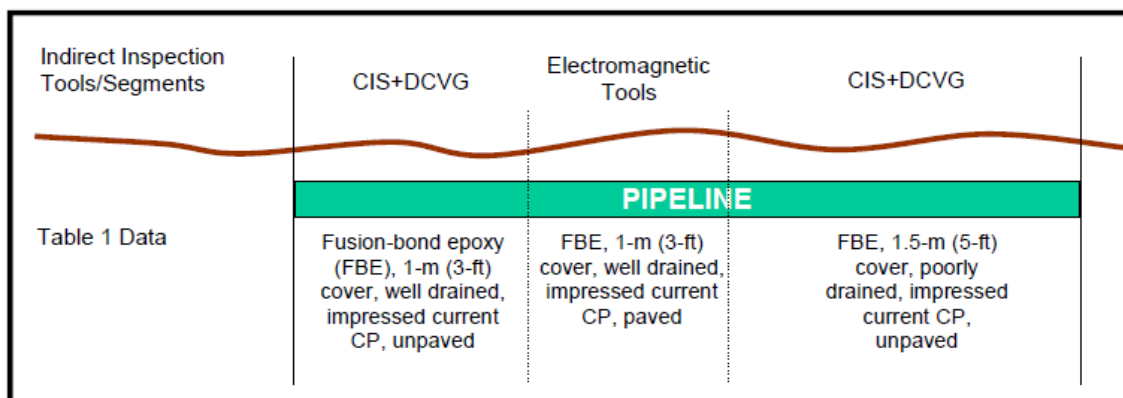 Indirect Inspection
Tools/Segments
CIS+DCVG
Electromagnetic
Tools
CIS+DCVG
PIPELINE
Table 1 Data
Fusion-bond epoxy
(FBE), 1-m (3-ft)
cover, well drained,
impressed current
CP, unpaved
FBE, 1-m (3-ft)
cover, well drained,
impressed current
CP, paved
FBE, 1.5-m (5-ft)
cover, poorly
drained, impressed
current CP,
unpaved